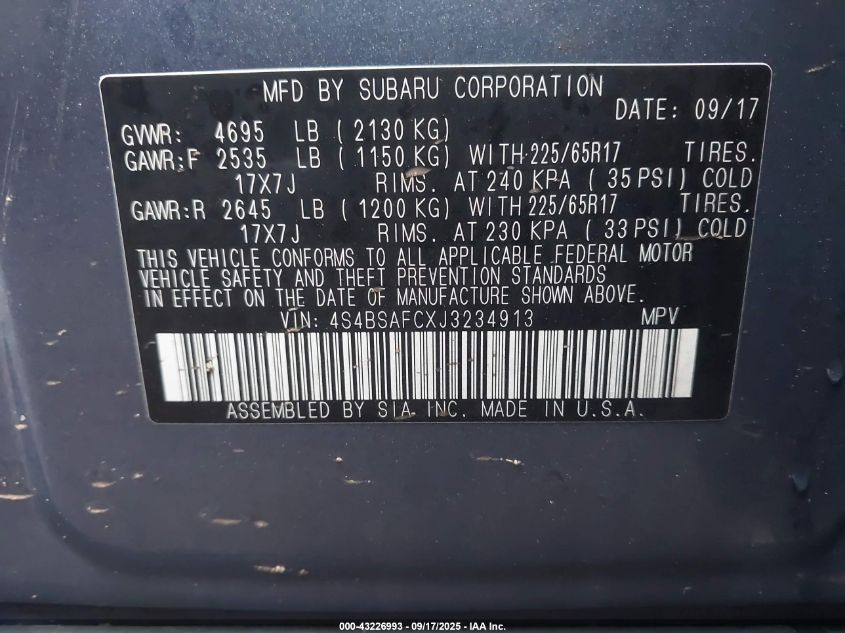 MFD BY SUBARU CORPORATION
DATE: 09/17
GVWR: 4695 LB ( 2130 KG)
GAWR:F 2535 LB ( 1150 KG) WITH 225/65R17 TIRES.
17X7J RIMS. AT 240 KPA ( 35 PSI) COLD
GAWR:R 2645 LB ( 1200 KG) WITH 225/65R17 TIRES.
17X7J RIMS. AT 230 KPA ( 33 PSI) COLD
THIS VEHICLE CONFORMS TO ALL APPLICABLE FEDERAL MOTOR
VEHICLE SAFETY AND THEFT PREVENTION STANDARDS
IN EFFECT ON THE DATE OF MANUFACTURE SHOWN ABOVE.
VIN: 4S4BSAFCXJ3234913 MPV
ASSEMBLED BY SIA, INC. MADE IN U.S.A.
000-43226993 - 09/17/2025 - IAA Inc.